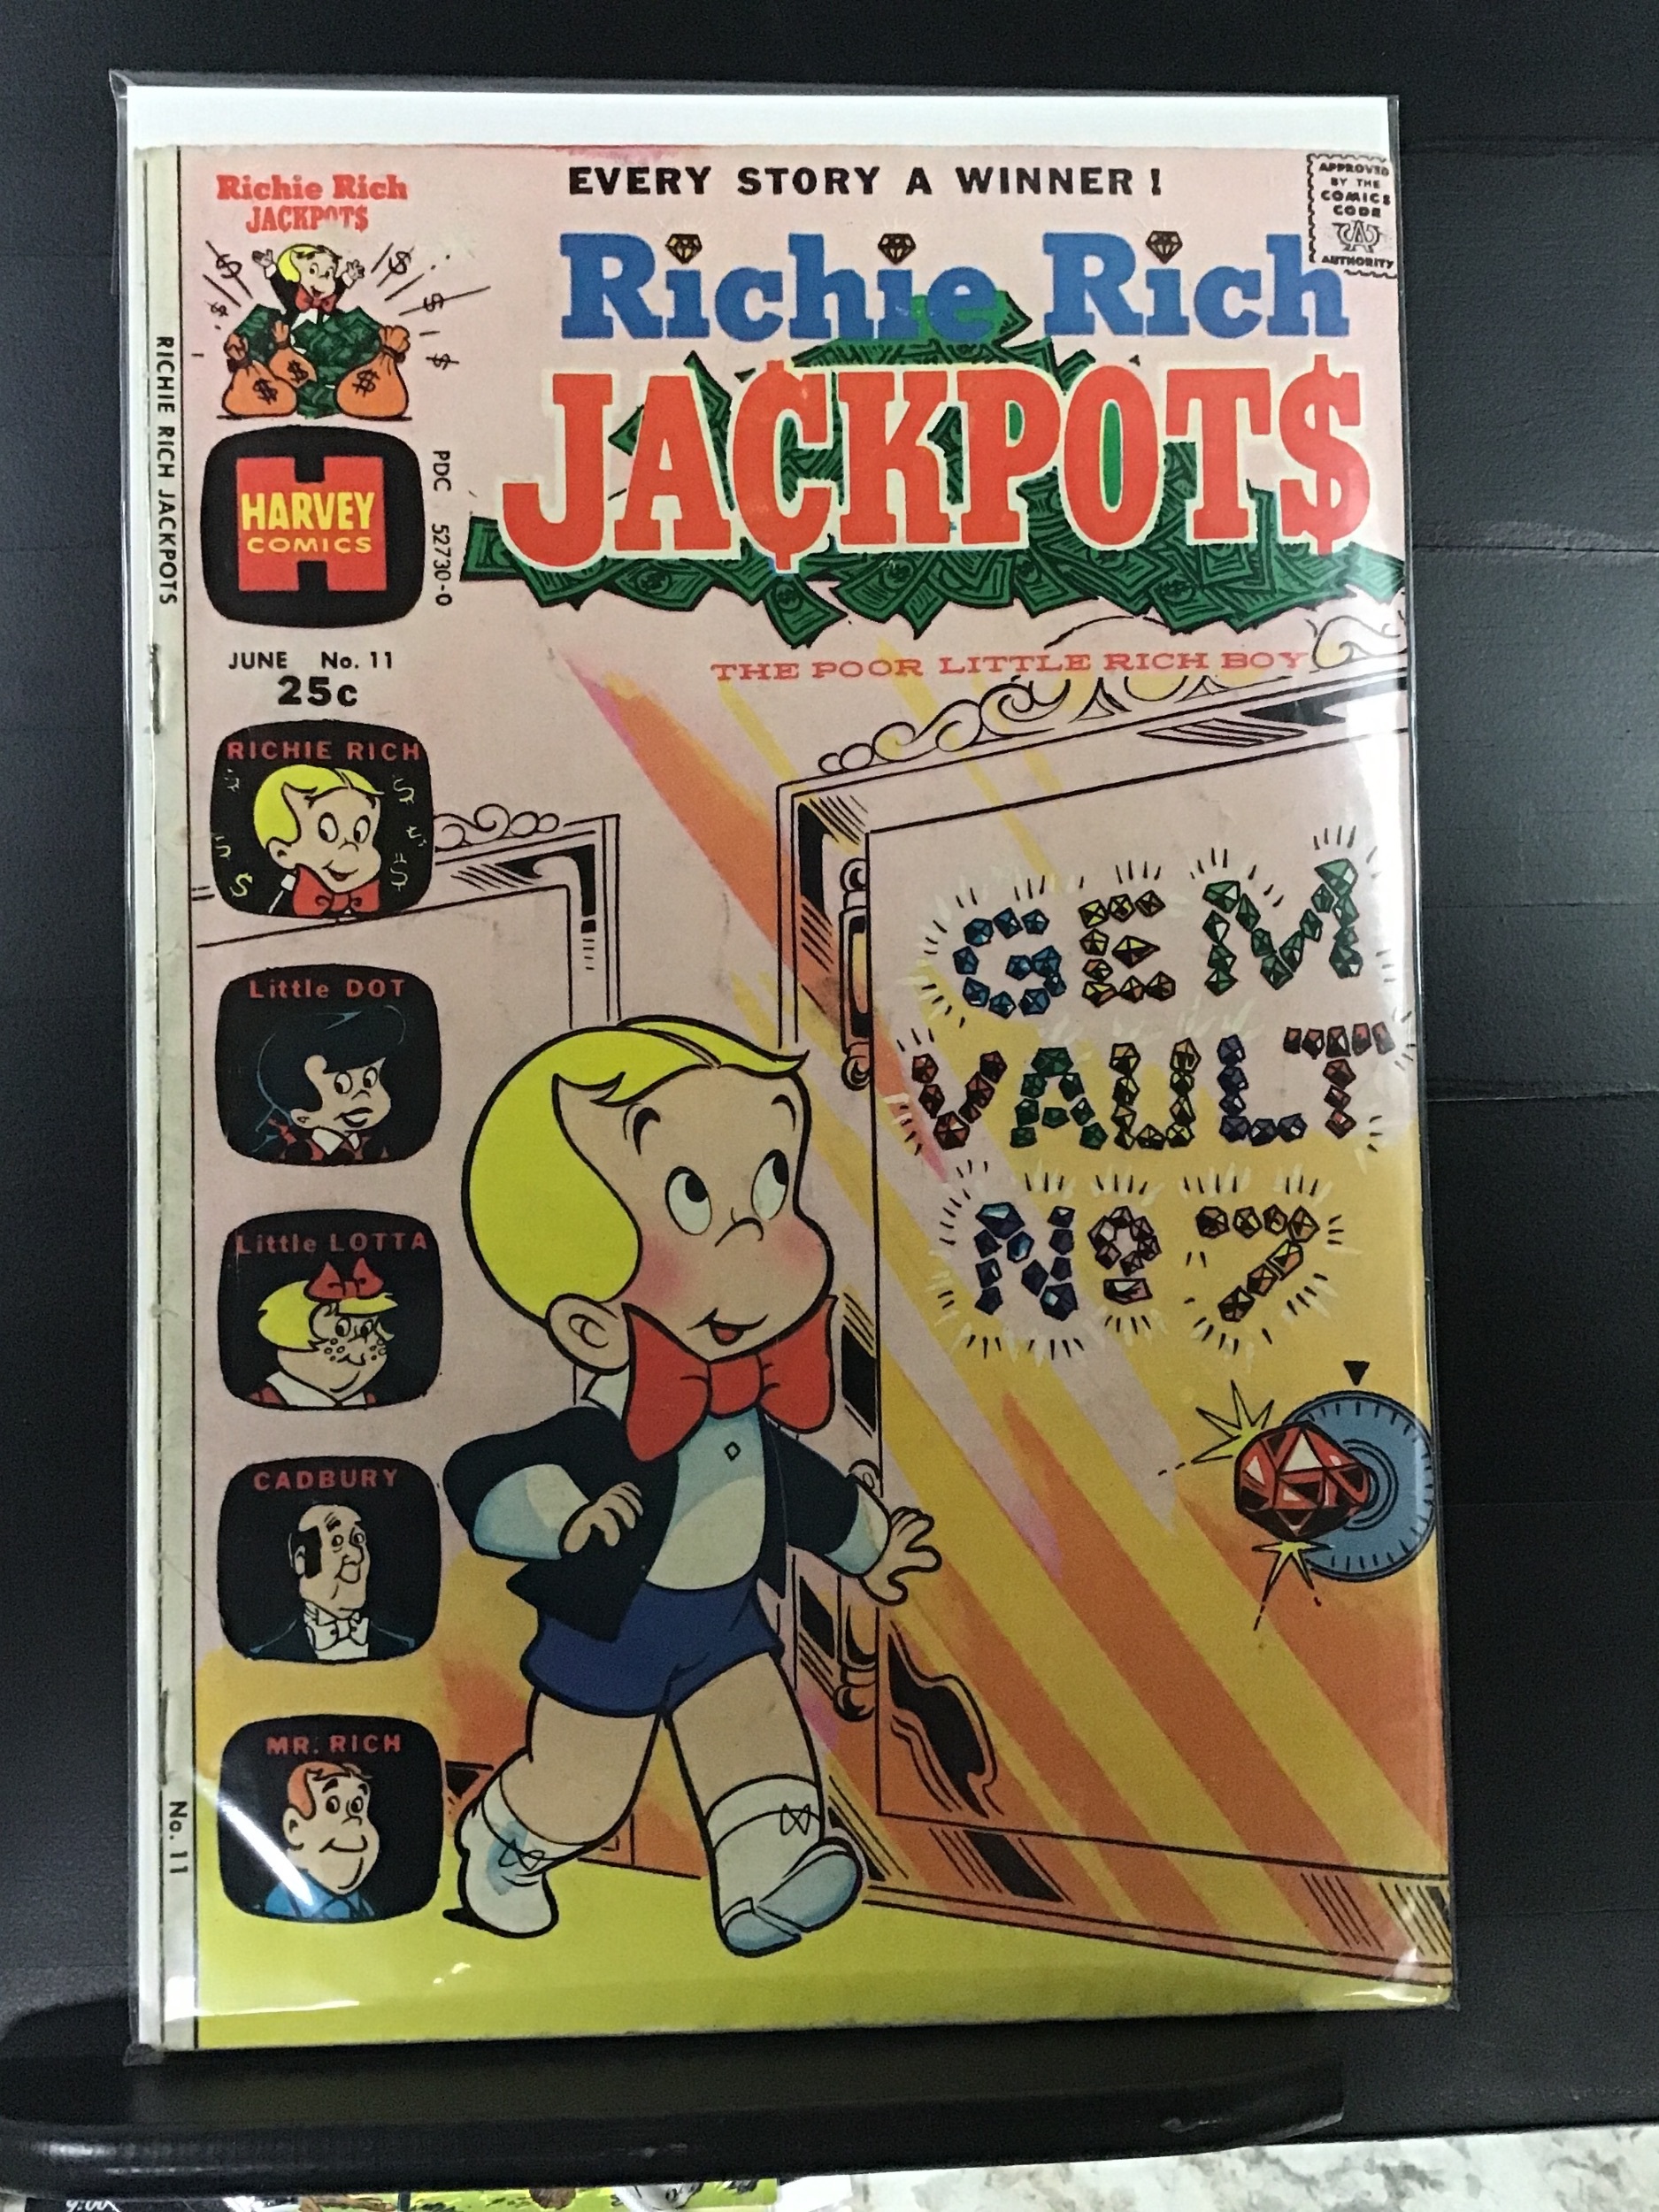 EVERY STORY A WINNER!
APPROVED
BY THE
COMICS
CODE
CA
AUTHORITY
Richie Rich
JACKPOT$
Richie Rich
JA¢KPOT$
RICHIE RICH JACKPOTS
HARVEY
COMICS
PDC 52730-0
JUNE No. 11
25c
THE POOR LITTLE RICH BOY
RICHIE RICH
GEM
VAULT
Nº 7
Little DOT
Little LOTTA
CADBURY
MR. RICH
No. 11